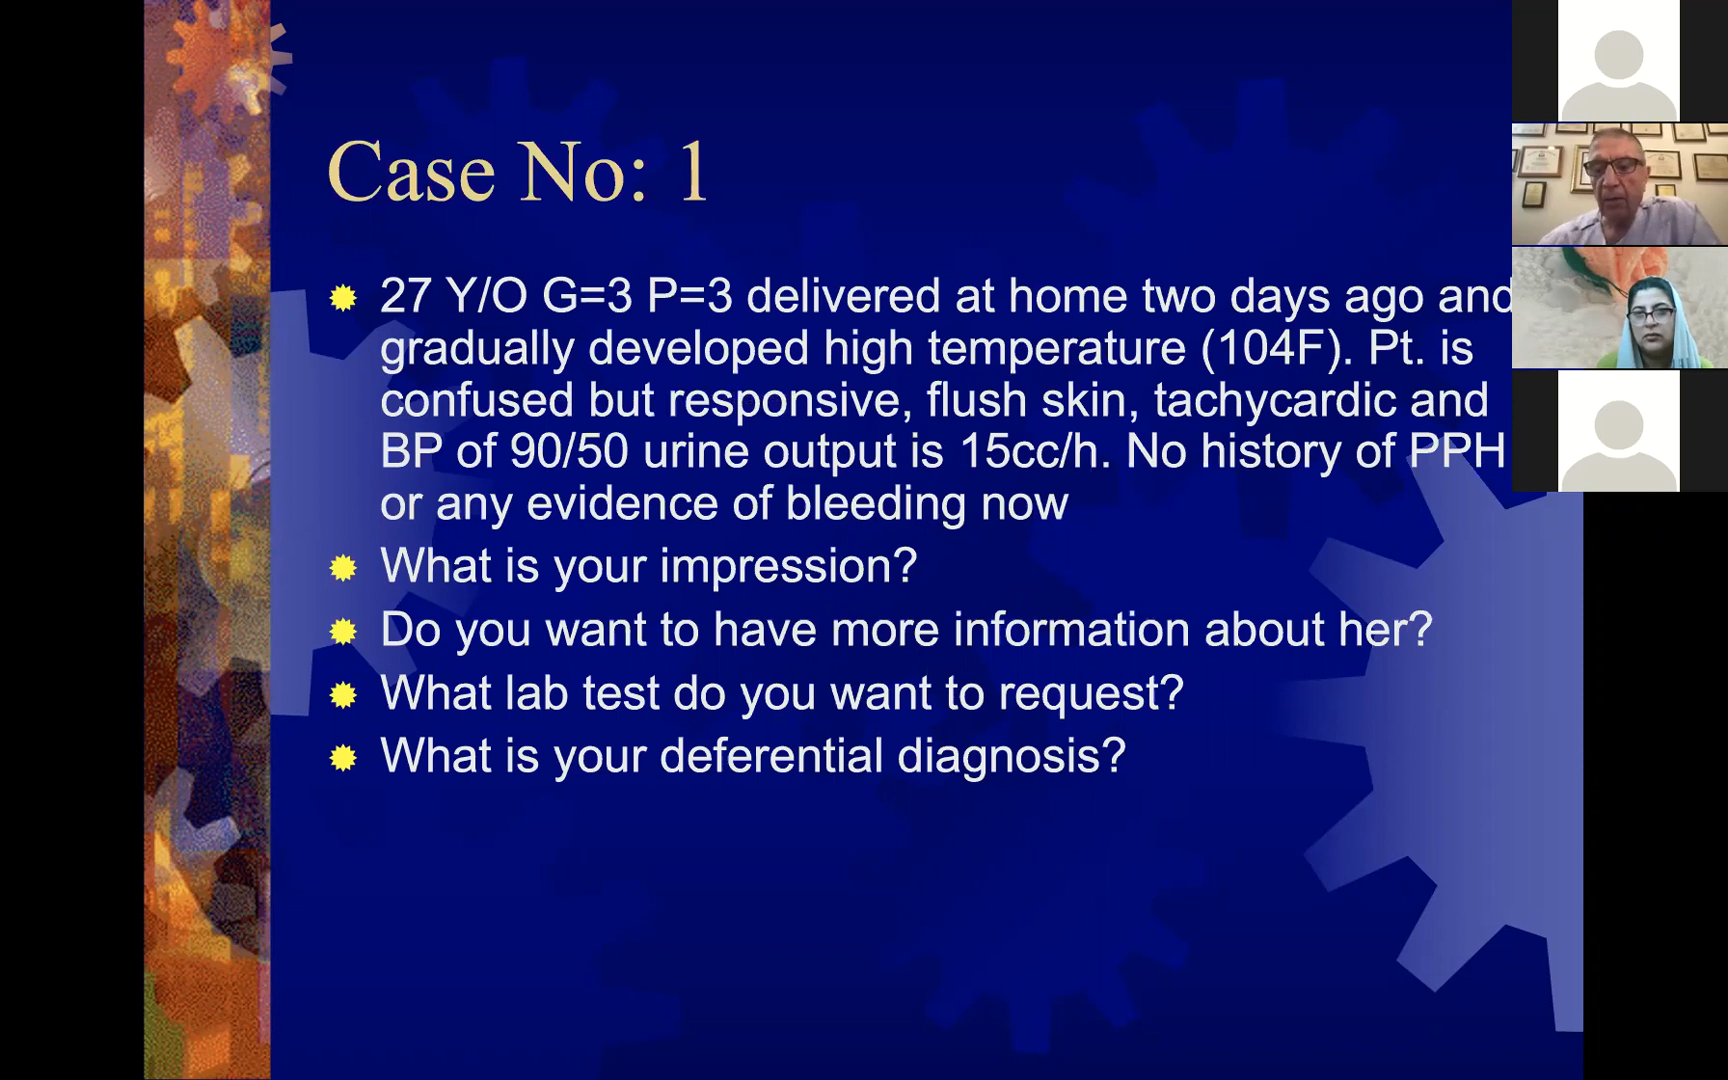 Case No: 1
27 Y/O G=3 P=3 delivered at home two days ago and
gradually developed high temperature (104F). Pt. is
confused but responsive, flush skin, tachycardic and
BP of 90/50 urine output is 15cc/h. No history of PPH
or any evidence of bleeding now
What is your impression?
Do you want to have more information about her?
What lab test do you want to request?
What is your deferential diagnosis?